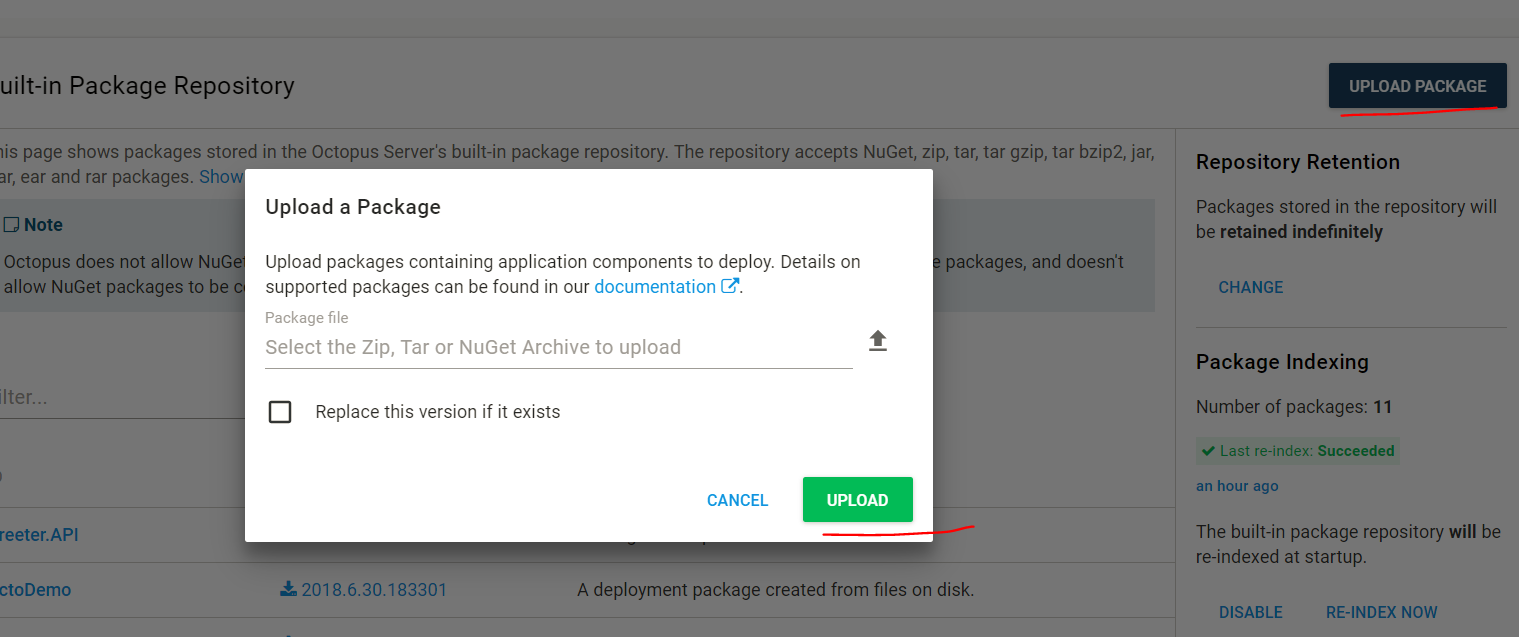 uilt-in Package Repository
UPLOAD PACKAGE
his page shows packages stored in the Octopus Server's built-in package repository. The repository accepts NuGet, zip, tar, tar gzip, tar bzip2, jar,
ar, ear and rar packages. Show
Note
Octopus does not allow NuGet
e packages, and doesn't
allow NuGet packages to be c
Upload a Package
Upload packages containing application components to deploy. Details on
supported packages can be found in our documentation.
Package file
Select the Zip, Tar or NuGet Archive to upload
Replace this version if it exists
CANCEL
UPLOAD
ilter...
reeter.API
ctoDemo
2018.6.30.183301
A deployment package created from files on disk.
Repository Retention
Packages stored in the repository will
be retained indefinitely
CHANGE
Package Indexing
Number of packages: 11
Last re-index: Succeeded
an hour ago
The built-in package repository will be
re-indexed at startup.
DISABLE
RE-INDEX NOW